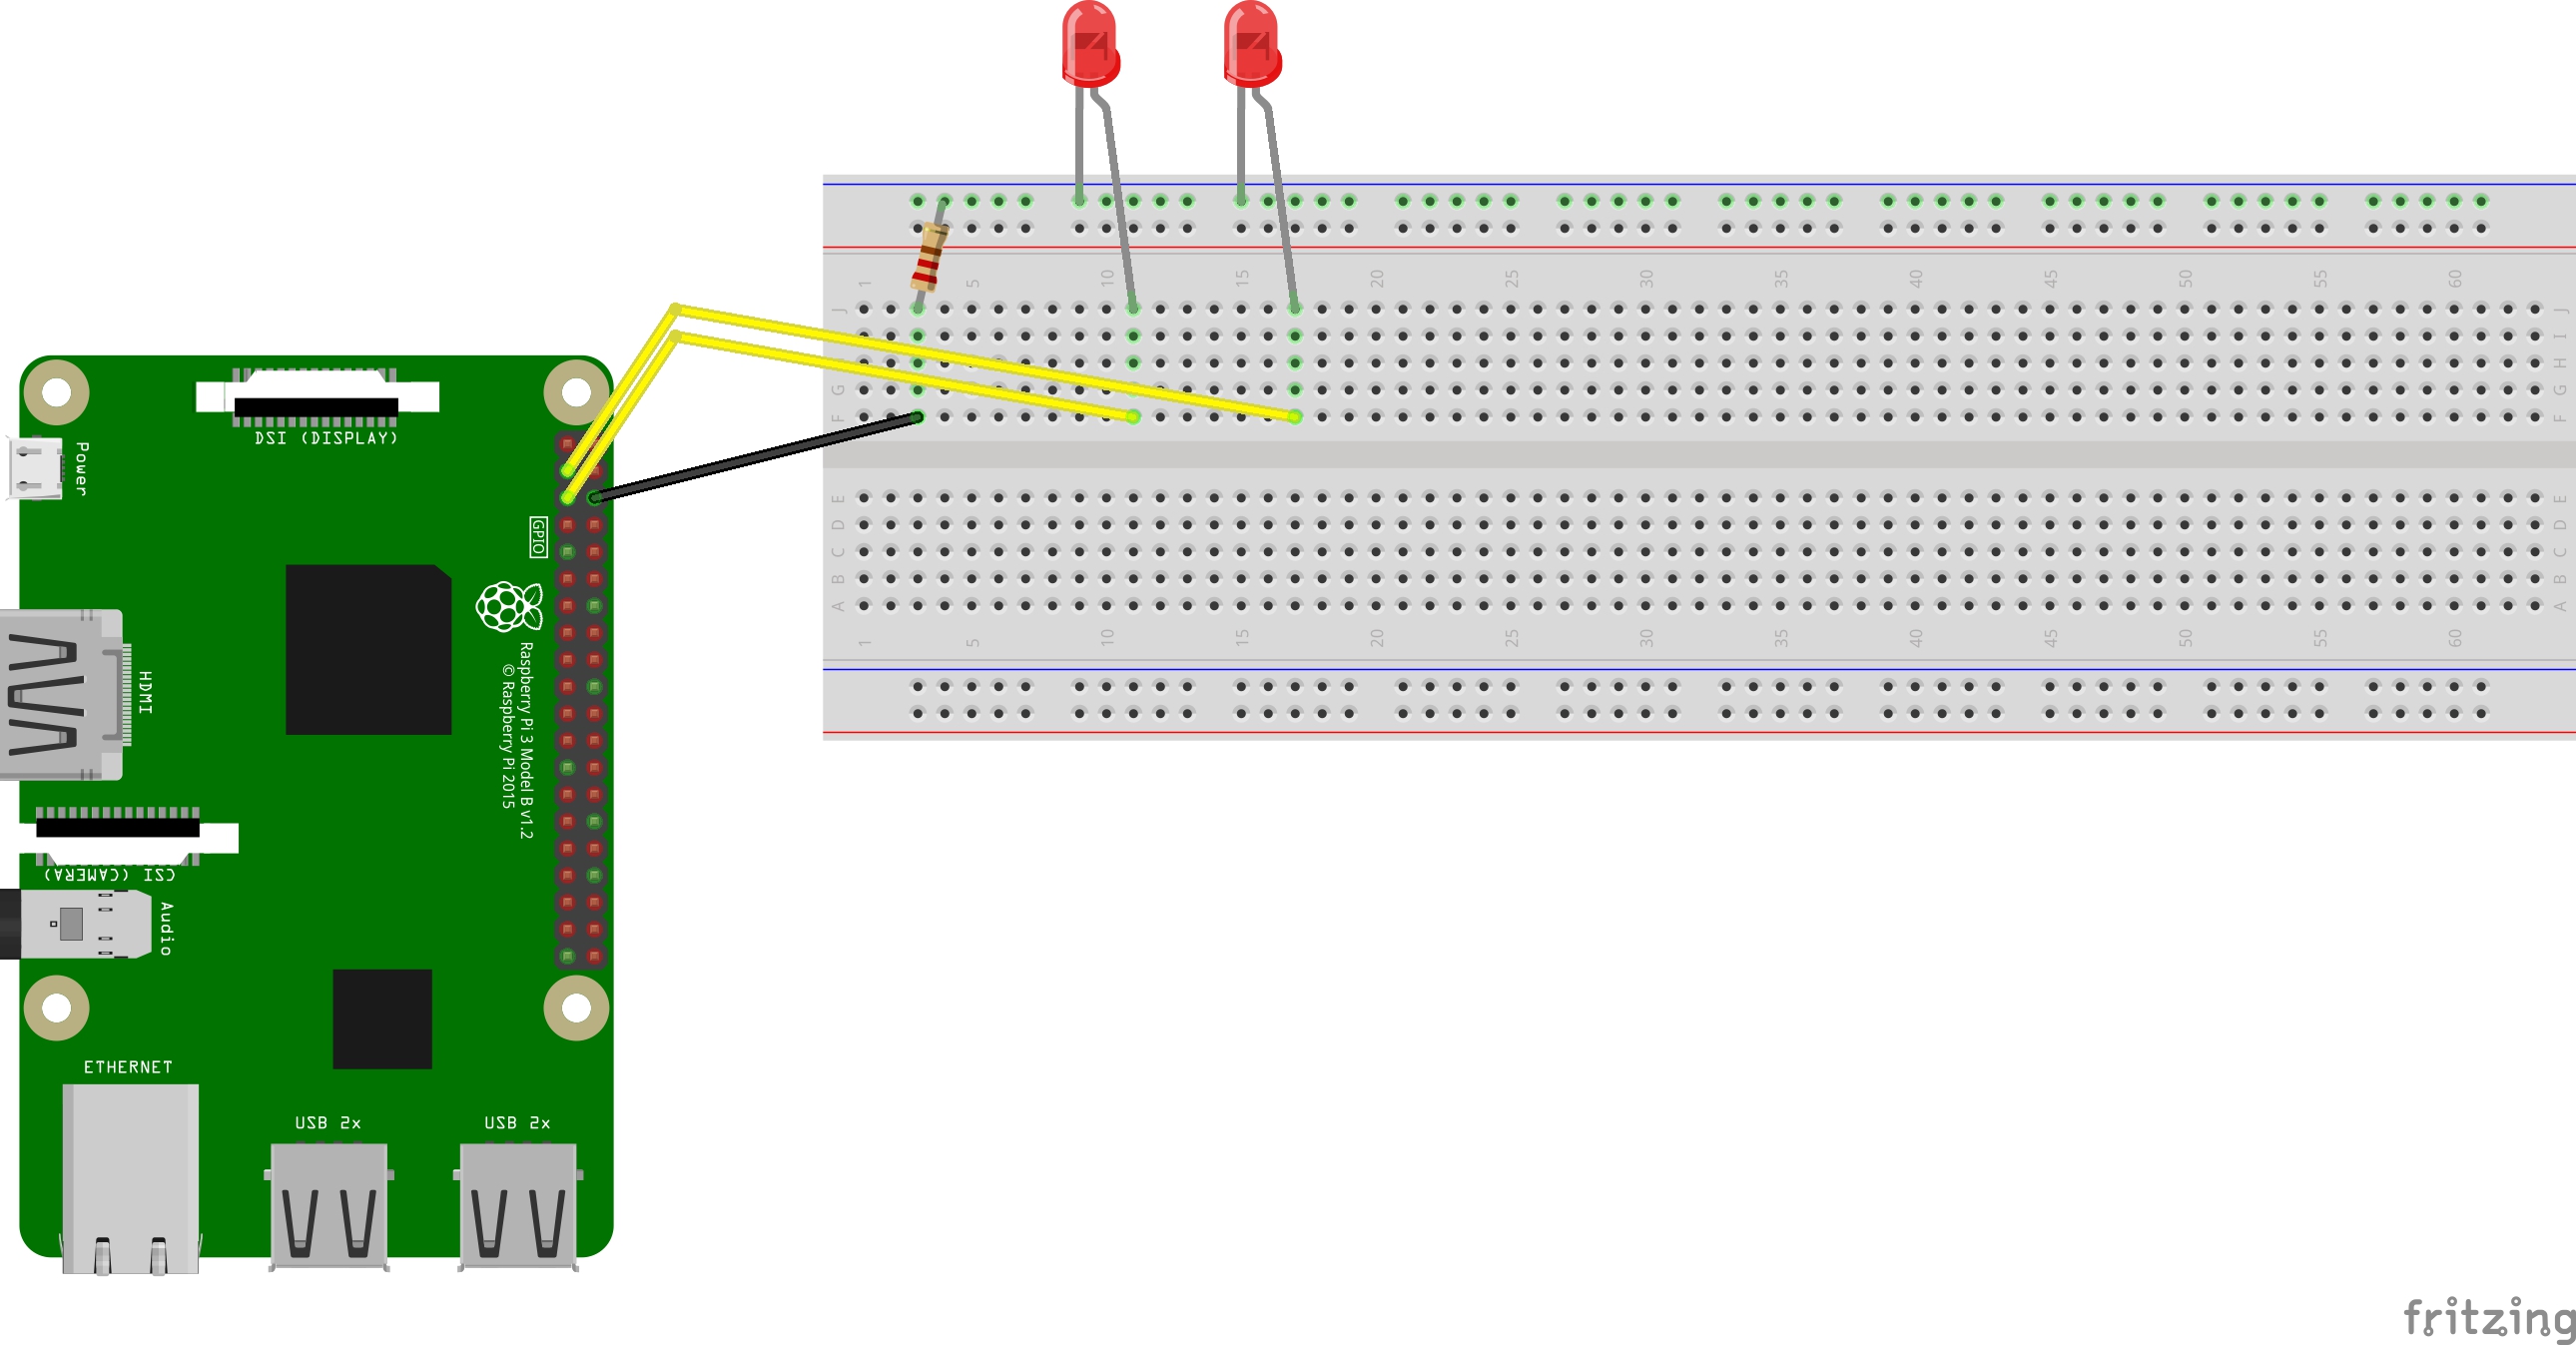 1 5 10 15 20 25 30 35 40 45 50 55 60
J J
I
H
G G
F F
E E
D D
C C
B B
A A
1 5 10 15 20 25 30 35 40 45 50 55 60
DSI (DISPLAY)
Power
GPIO
Raspberry Pi 3 Model B v1.2
© Raspberry Pi 2015
HDMI
CSI (CAMERA)
Audio
ETHERNET
USB 2x
USB 2x
fritzing